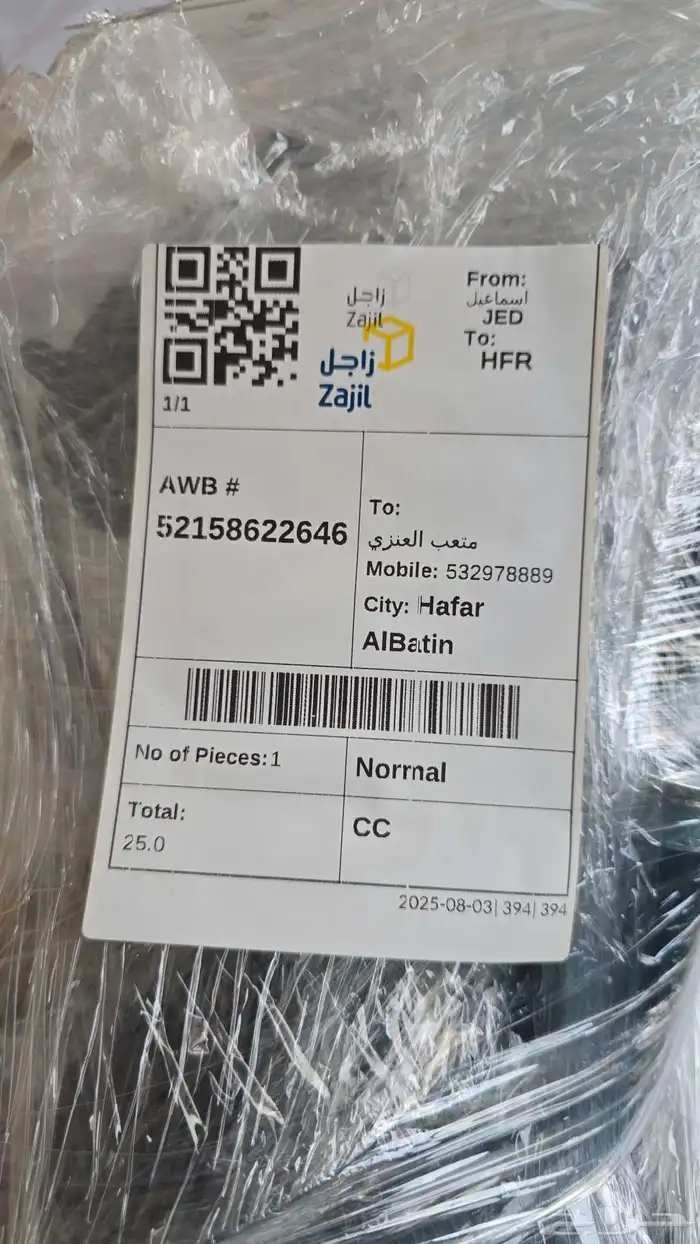 زاجل
Zajil
زاجل
Zajil
From:
اسماعيل
JED
To:
HFR
1/1
AWB #
52158622646
To:
متعب العنزي
Mobile: 532978889
City: Hafar
AlBatin
No of Pieces:1
Normal
Total:
25.0
CC
2025-08-03| 394| 394
حراج